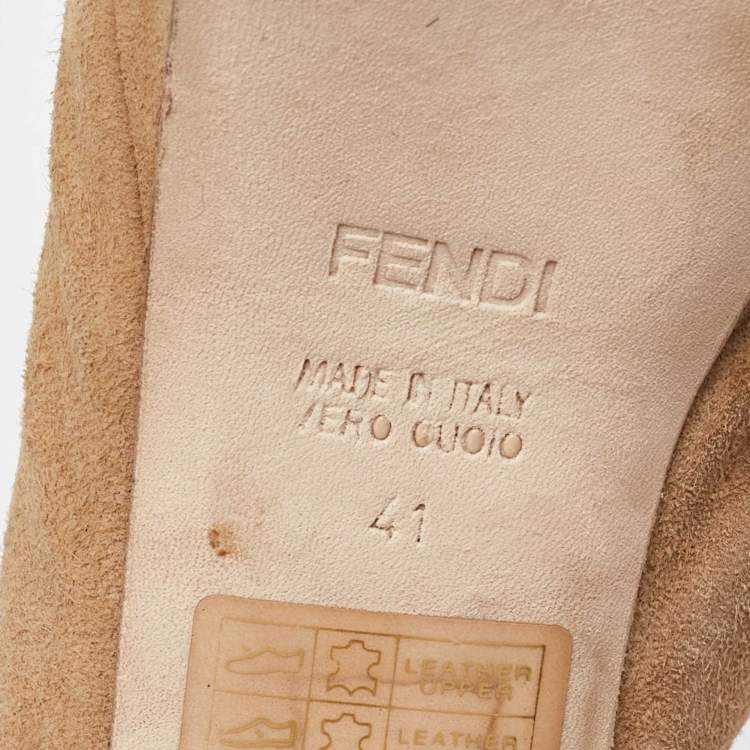 FENDI
MADE IN ITALY
VERO CUOIO
41
LEATHER
UPPER
LEATHER